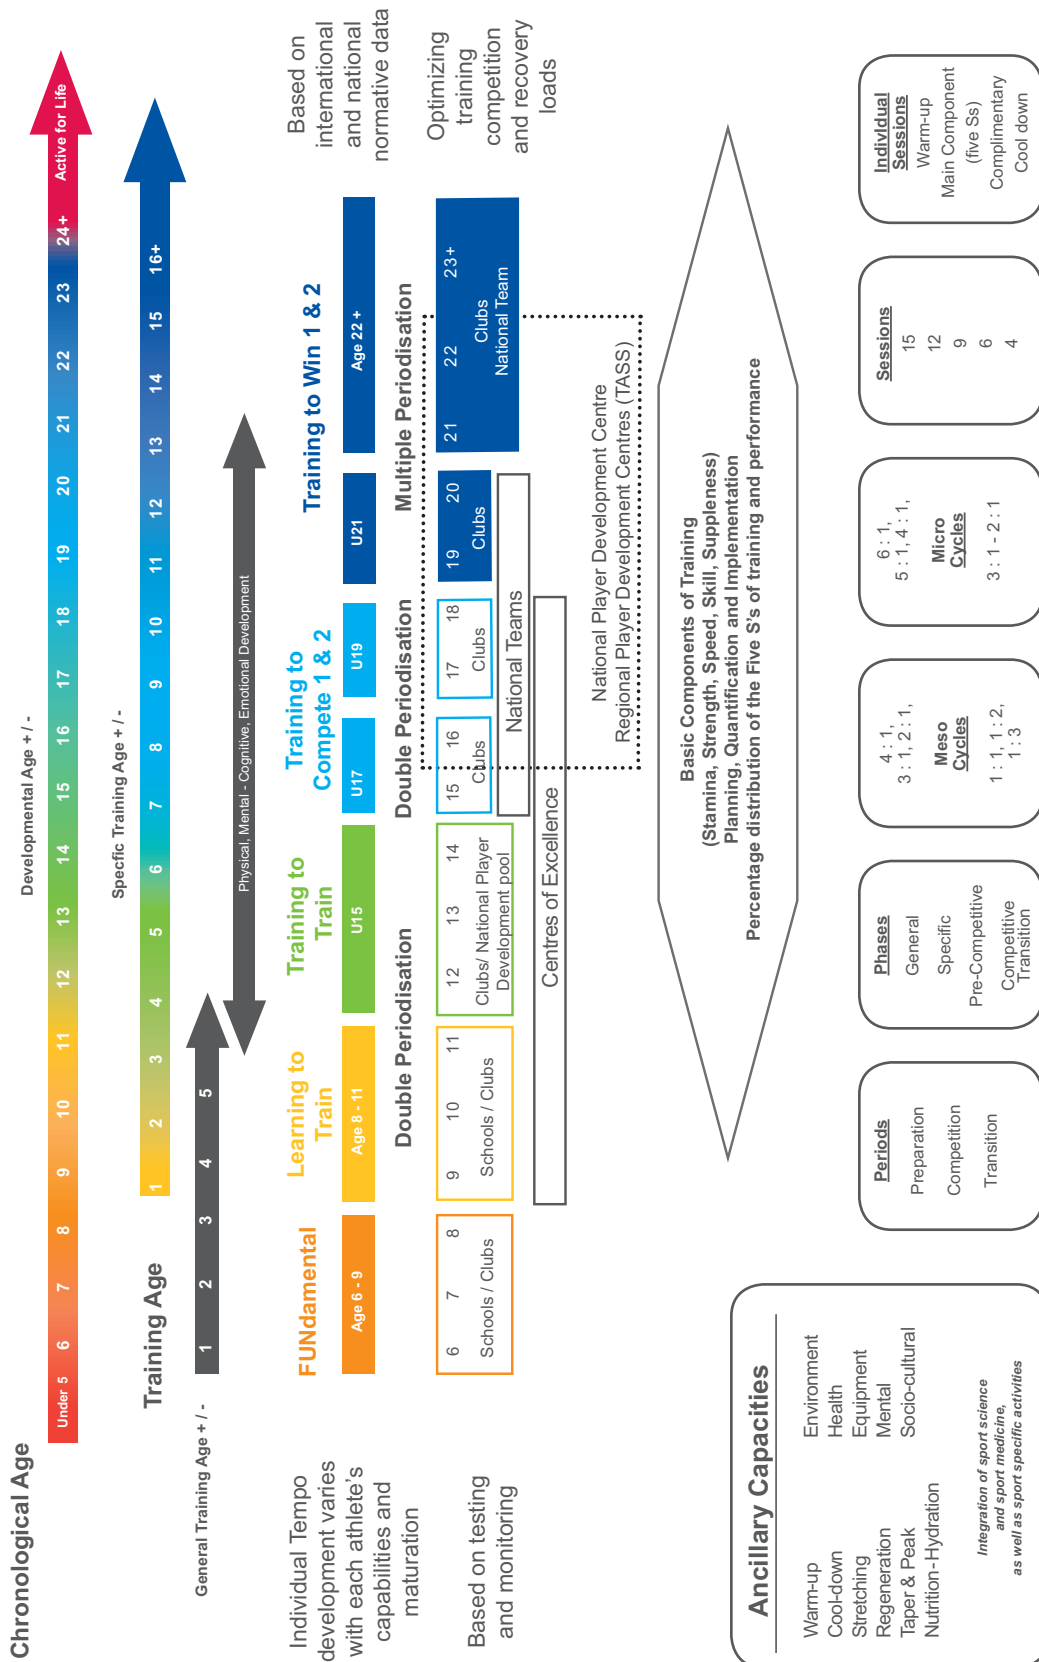 Chronological Age
Developmental Age + / -
Under 5 6 7 8 9 10 11 12 13 14 15 16 17 18 19 20 21 22 23 24+ Active for Life
Training Age
Specfic Training Age + / -
1 2 3 4 5 6 7 8 9 10 11 12 13 14 15 16+
General Training Age + / -
1 2 3 4 5
Physical, Mental - Cognitive, Emotional Development
Individual Tempo
development varies
with each athlete's
capabilities and
maturation
FUNdamental
Age 6 - 9
Learning to
Train
Age 8 - 11
Training to
Train
U15
Training to
Compete 1 & 2
U17
U19
Training to Win 1 & 2
U21
Age 22 +
Based on
international
and national
normative data
Double Periodisation
Double Periodisation
Multiple Periodisation
Based on testing
and monitoring
6 7 8
Schools / Clubs
9 10 11
Schools / Clubs
12 13 14
Clubs/ National Player
Development pool
15 16
Clubs
17 18
Clubs
19 20
Clubs
21 22 23+
Clubs
National Team
Optimizing
training
competition
and recovery
loads
National Teams
Centres of Excellence
National Player Development Centre
Regional Player Development Centres (TASS)
Basic Components of Training
(Stamina, Strength, Speed, Skill, Suppleness)
Planning, Quantification and Implementation
Percentage distribution of the Five S's of training and performance
Ancillary Capacities
Warm-up Environment
Cool-down Health
Stretching Equipment
Regeneration Mental
Taper & Peak Socio-cultural
Nutrition-Hydration
Integration of sport science
and sport medicine,
as well as sport specific activities
Periods
Preparation
Competition
Transition
Phases
General
Specific
Pre-Competitive
Competitive
Transition
4 : 1,
3 : 1, 2 : 1,
Meso
Cycles
1 : 1, 1 : 2,
1 : 3
6 : 1,
5 : 1, 4 : 1,
Micro
Cycles
3 : 1 - 2 : 1
Sessions
15
12
9
6
4
Individual
Sessions
Warm-up
Main Component
(five Ss)
Complimentary
Cool down